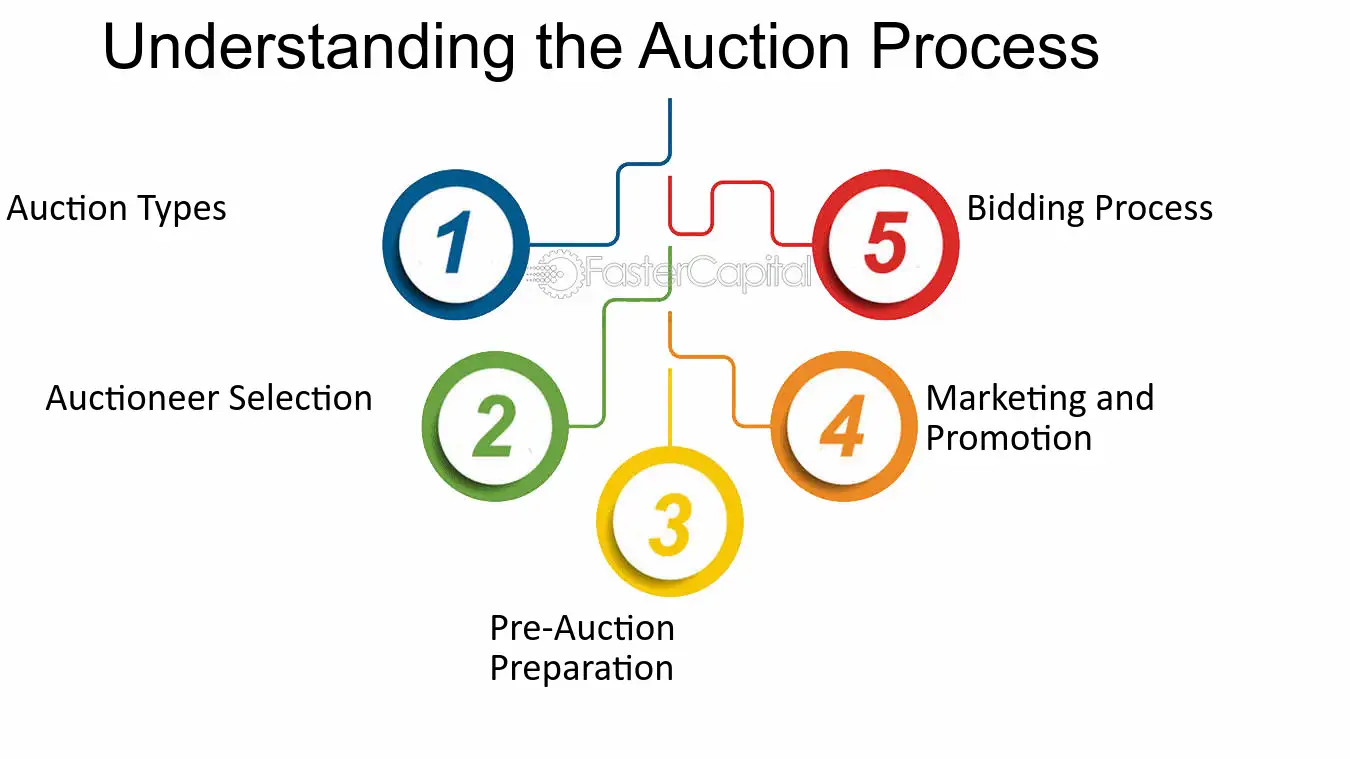 Understanding the Auction Process
Auction Types
1
5
Bidding Process
FasterCapital
Auctioneer Selection
2
4
Marketing and
Promotion
3
Pre-Auction
Preparation